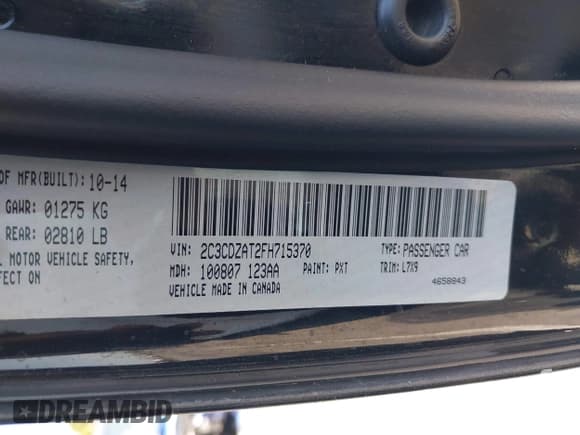 OF MFR(BUILT): 10-14
GAWR: 01275 KG
REAR: 02810 LB
MOTOR VEHICLE SAFETY,
FECT ON
VIN: 2C3CDZAT2FH715370
TYPE: PASSENGER CAR
MDH: 100807 123AA
PAINT: PXT
TRIM: L7X9
VEHICLE MADE IN CANADA
4658843
DREAMBID